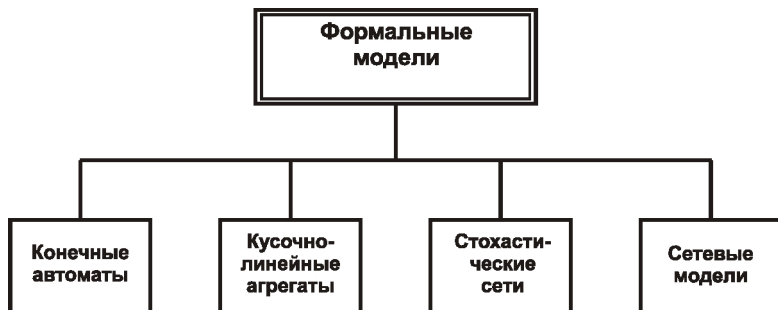 Формальные
модели
Конечные
автоматы
Кусочно-
линейные
агрегаты
Стохасти-
ческие
сети
Сетевые
модели